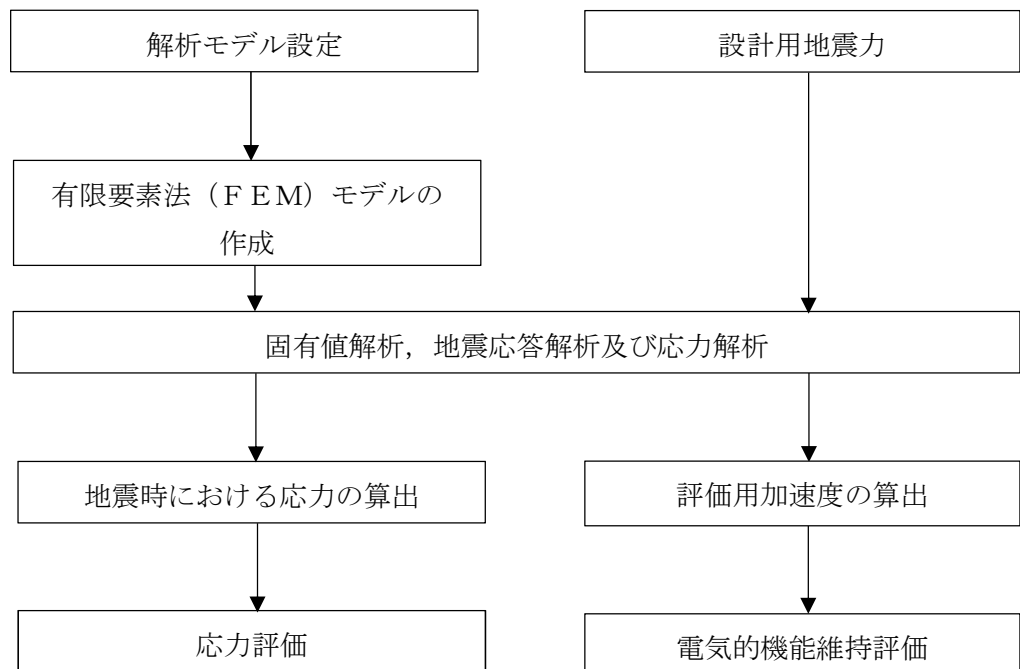 解析モデル設定
設計用地震力
有限要素法(FEM)モデルの
作成
固有値解析,地震応答解析及び応力解析
地震時における応力の算出
評価用加速度の算出
応力評価
電気的機能維持評価